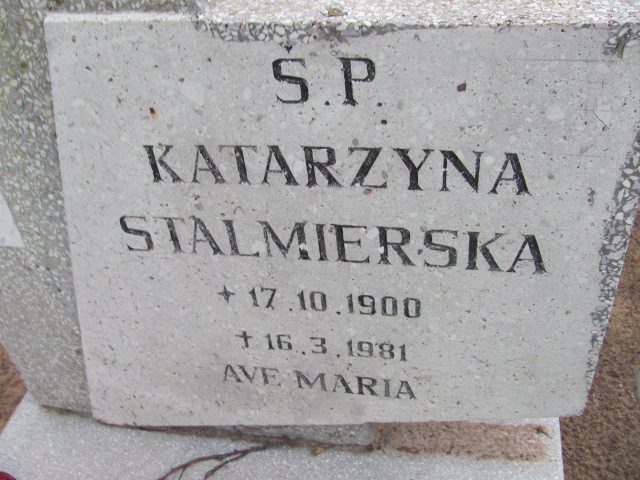 Ś.P.
KATARZYNA
STALMIERSKA
+ 17.10.1900
+ 16.3.1981
AVE MARIA